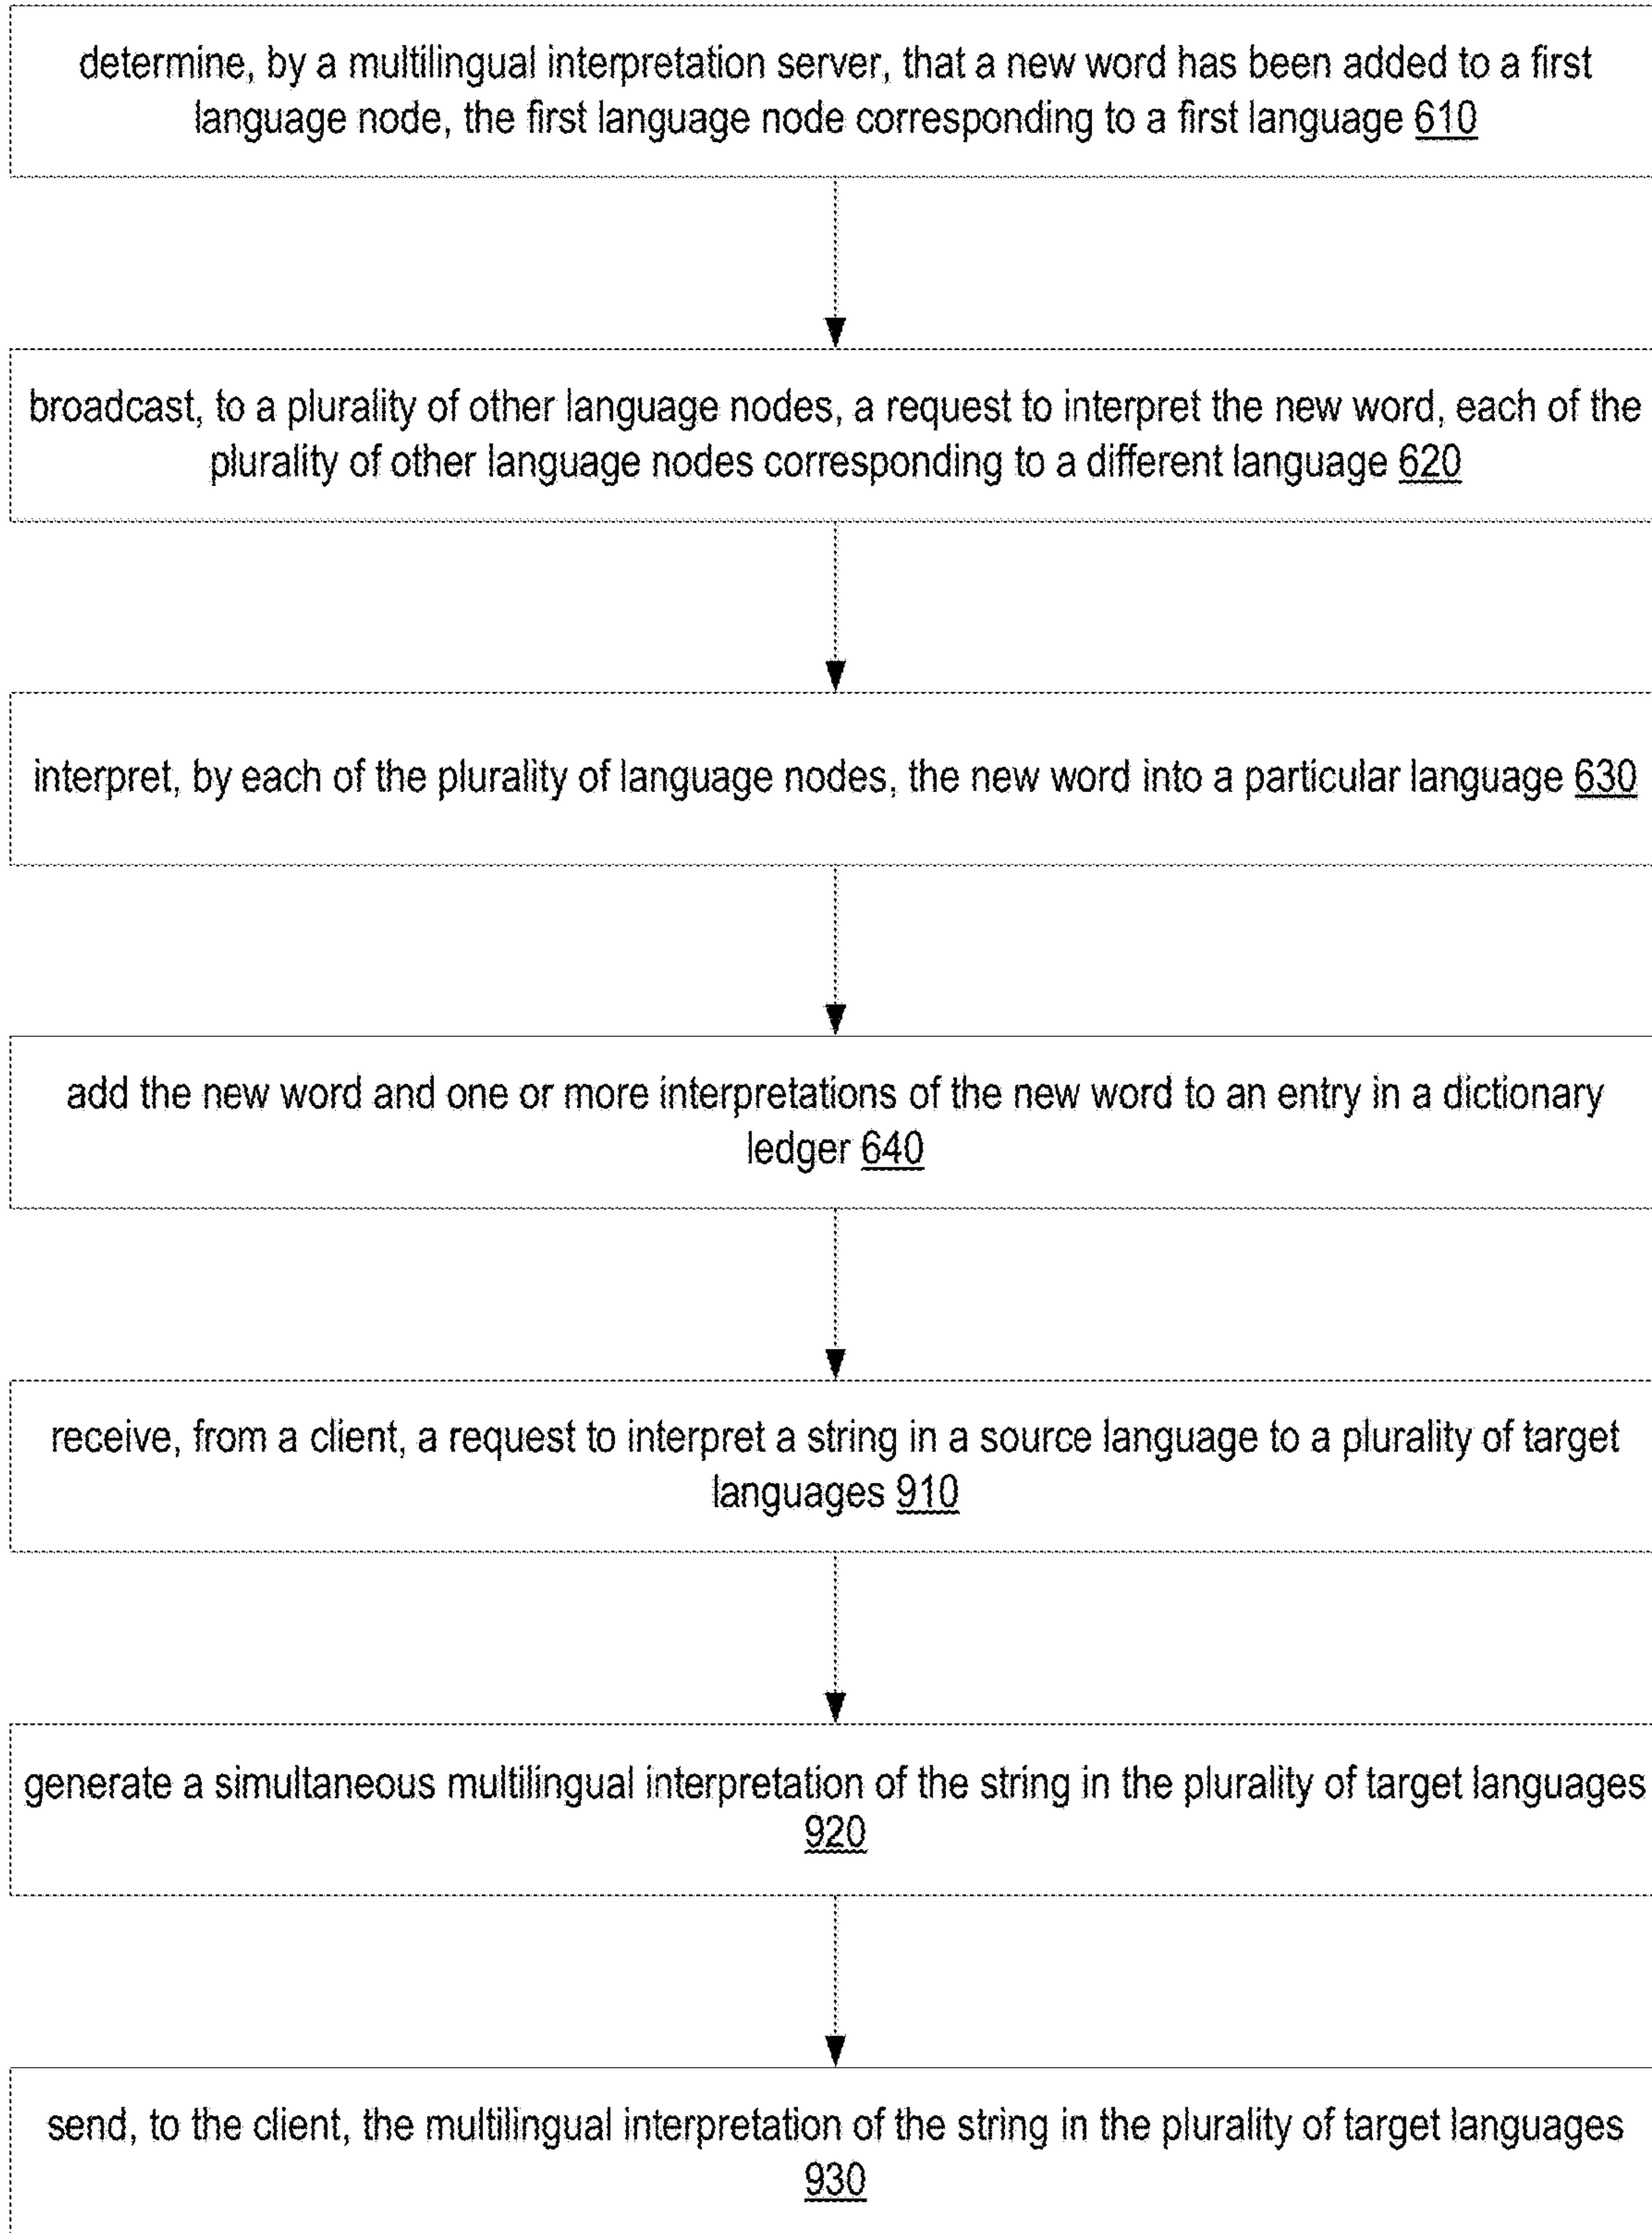 determine, by a multilingual interpretation server, that a new word has been added to a first
language node, the first language node corresponding to a first language 610
broadcast, to a plurality of other language nodes, a request to interpret the new word, each of the
plurality of other language nodes corresponding to a different language 620
interpret, by each of the plurality of language nodes, the new word into a particular language 630
add the new word and one or more interpretations of the new word to an entry in a dictionary
ledger 640
receive, from a client, a request to interpret a string in a source language to a plurality of target
languages 910
generate a simultaneous multilingual interpretation of the string in the plurality of target languages
920
send, to the client, the multilingual interpretation of the string in the plurality of target languages
930